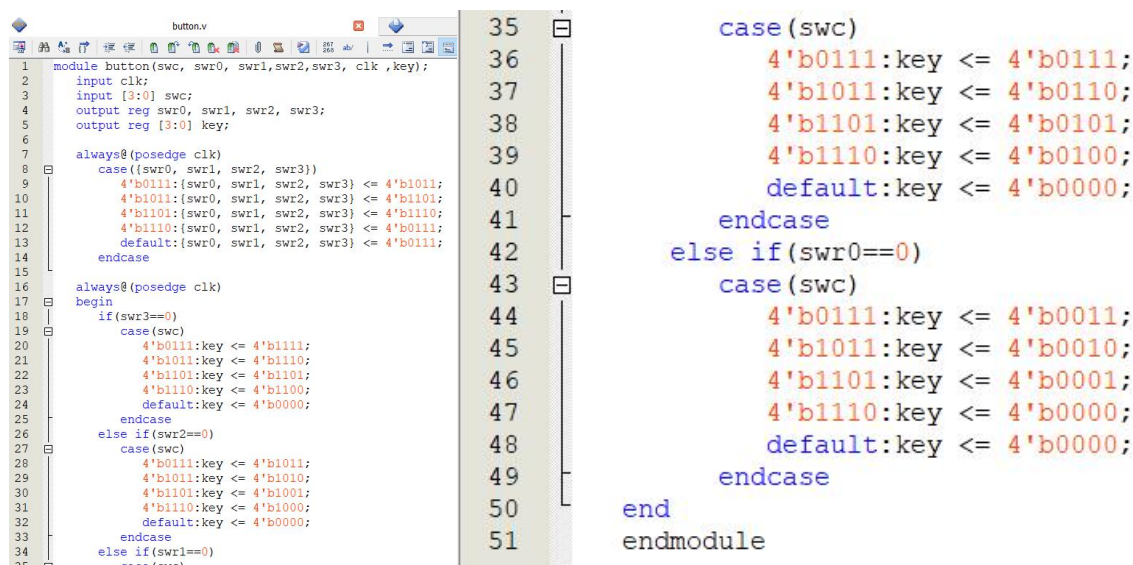 button.v
267
268
ab/
1 module button(swc, swr0, swr1,swr2,swr3, clk ,key);
2 input clk;
3 input [3:0] swc;
4 output reg swr0, swr1, swr2, swr3;
5 output reg [3:0] key;
6
7 always@(posedge clk)
8 case({swr0, swr1, swr2, swr3})
9 4'b0111:{swr0, swr1, swr2, swr3} <= 4'b1011;
10 4'b1011:{swr0, swr1, swr2, swr3} <= 4'b1101;
11 4'b1101:{swr0, swr1, swr2, swr3} <= 4'b1110;
12 4'b1110:{swr0, swr1, swr2, swr3} <= 4'b0111;
13 default:{swr0, swr1, swr2, swr3} <= 4'b0111;
14 endcase
15
16 always@(posedge clk)
17 begin
18 if(swr3==0)
19 case(swc)
20 4'b0111:key <= 4'b1111;
21 4'b1011:key <= 4'b1110;
22 4'b1101:key <= 4'b1101;
23 4'b1110:key <= 4'b1100;
24 default:key <= 4'b0000;
25 endcase
26 else if(swr2==0)
27 case(swc)
28 4'b0111:key <= 4'b1011;
29 4'b1011:key <= 4'b1010;
30 4'b1101:key <= 4'b1001;
31 4'b1110:key <= 4'b1000;
32 default:key <= 4'b0000;
33 endcase
34 else if(swr1==0)
35 case(swc)
36 4'b0111:key <= 4'b0111;
37 4'b1011:key <= 4'b0110;
38 4'b1101:key <= 4'b0101;
39 4'b1110:key <= 4'b0100;
40 default:key <= 4'b0000;
41 endcase
42 else if(swr0==0)
43 case(swc)
44 4'b0111:key <= 4'b0011;
45 4'b1011:key <= 4'b0010;
46 4'b1101:key <= 4'b0001;
47 4'b1110:key <= 4'b0000;
48 default:key <= 4'b0000;
49 endcase
50 end
51 endmodule